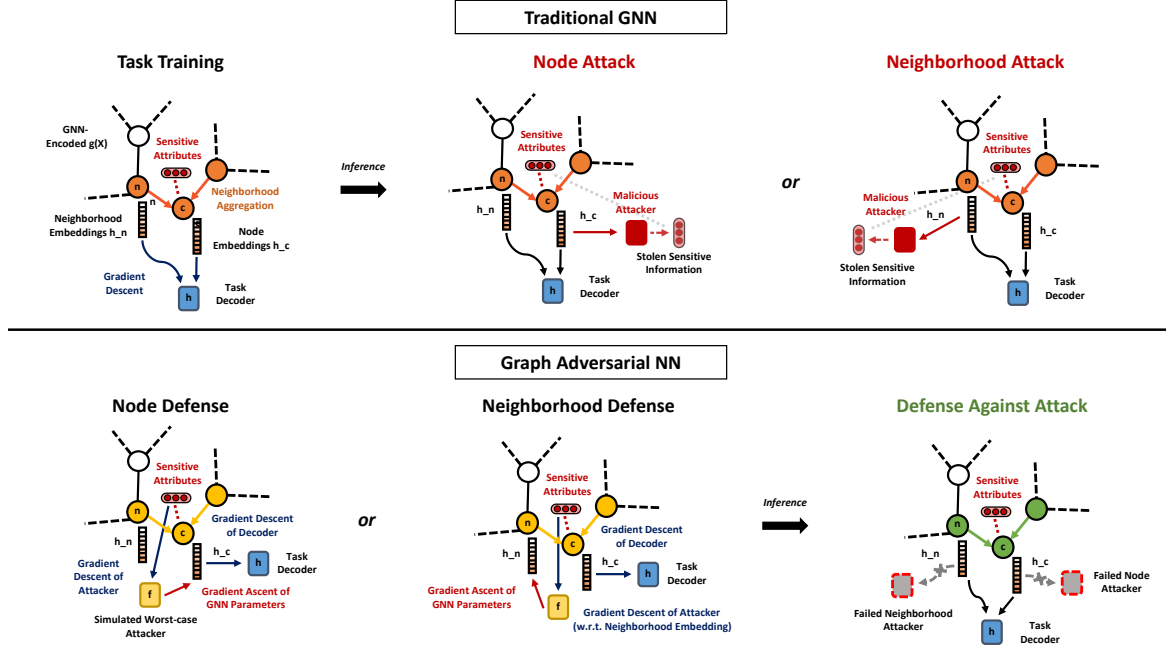 Traditional GNN
Task Training
GNN-
Encoded g(X)
Sensitive
Attributes
n
n
c
Neighborhood
Aggregation
Neighborhood
Embeddings h_n
Node
Embeddings h_c
Gradient
Descent
h
Task
Decoder
Inference
Node Attack
Sensitive
Attributes
n
c
h_n
h_c
Malicious
Attacker
Stolen Sensitive
Information
h
Task
Decoder
or
Neighborhood Attack
Sensitive
Attributes
n
c
Malicious
Attacker
h_n
h_c
Stolen Sensitive
Information
h
Task
Decoder
Graph Adversarial NN
Node Defense
Sensitive
Attributes
n
c
h_n
Gradient Descent
of Decoder
h_c
h
Task
Decoder
Gradient
Descent of
Attacker
f
Gradient Ascent of
GNN Parameters
Simulated Worst-case
Attacker
or
Neighborhood Defense
Sensitive
Attributes
n
c
h_n
Gradient Descent
of Decoder
h_c
h
Task
Decoder
Gradient Ascent
of GNN Parameters
f
Gradient Descent of Attacker
(w.r.t. Neighborhood Embedding)
Inference
Defense Against Attack
Sensitive
Attributes
n
c
h_n
h_c
Failed Node
Attacker
Failed Neighborhood
Attacker
h
Task
Decoder